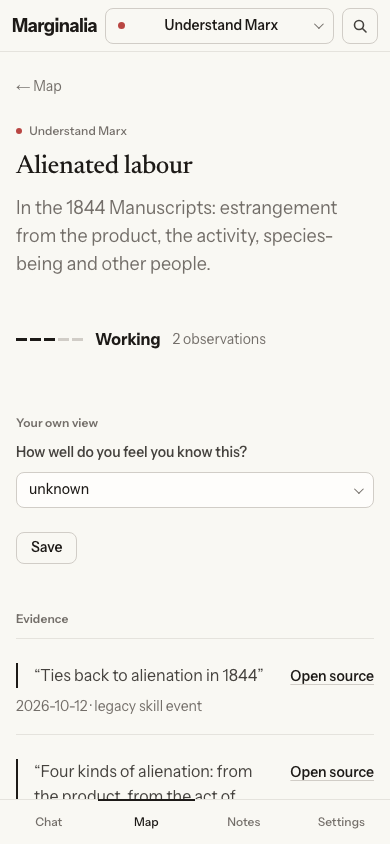 Marginalia
Understand Marx
← Map
Understand Marx
Alienated labour
In the 1844 Manuscripts: estrangement
from the product, the activity, species-
being and other people.
Working 2 observations
Your own view
How well do you feel you know this?
unknown
Save
Evidence
“Ties back to alienation in 1844” Open source
2026-10-12 · legacy skill event
“Four kinds of alienation: from Open source
the product, from the act of
Chat Map Notes Settings